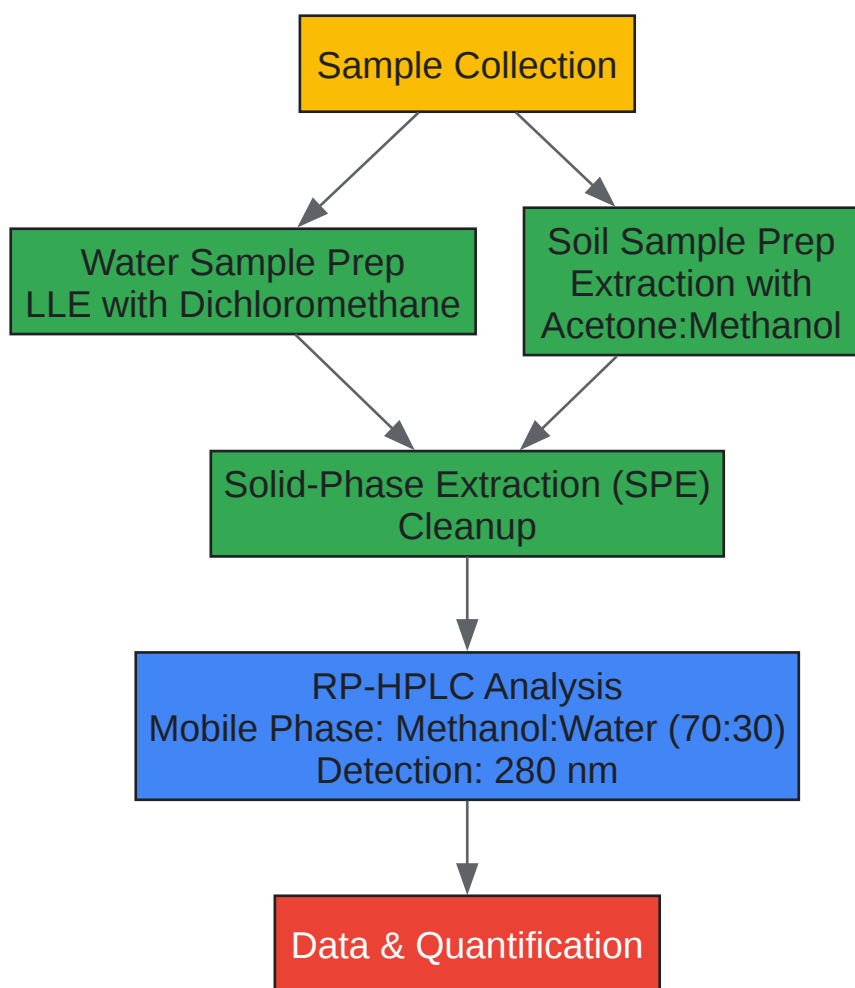 Sample Collection
Water Sample Prep
LLE with Dichloromethane
Soil Sample Prep
Extraction with
Acetone:Methanol
Solid-Phase Extraction (SPE)
Cleanup
RP-HPLC Analysis
Mobile Phase: Methanol:Water (70:30)
Detection: 280 nm
Data & Quantification